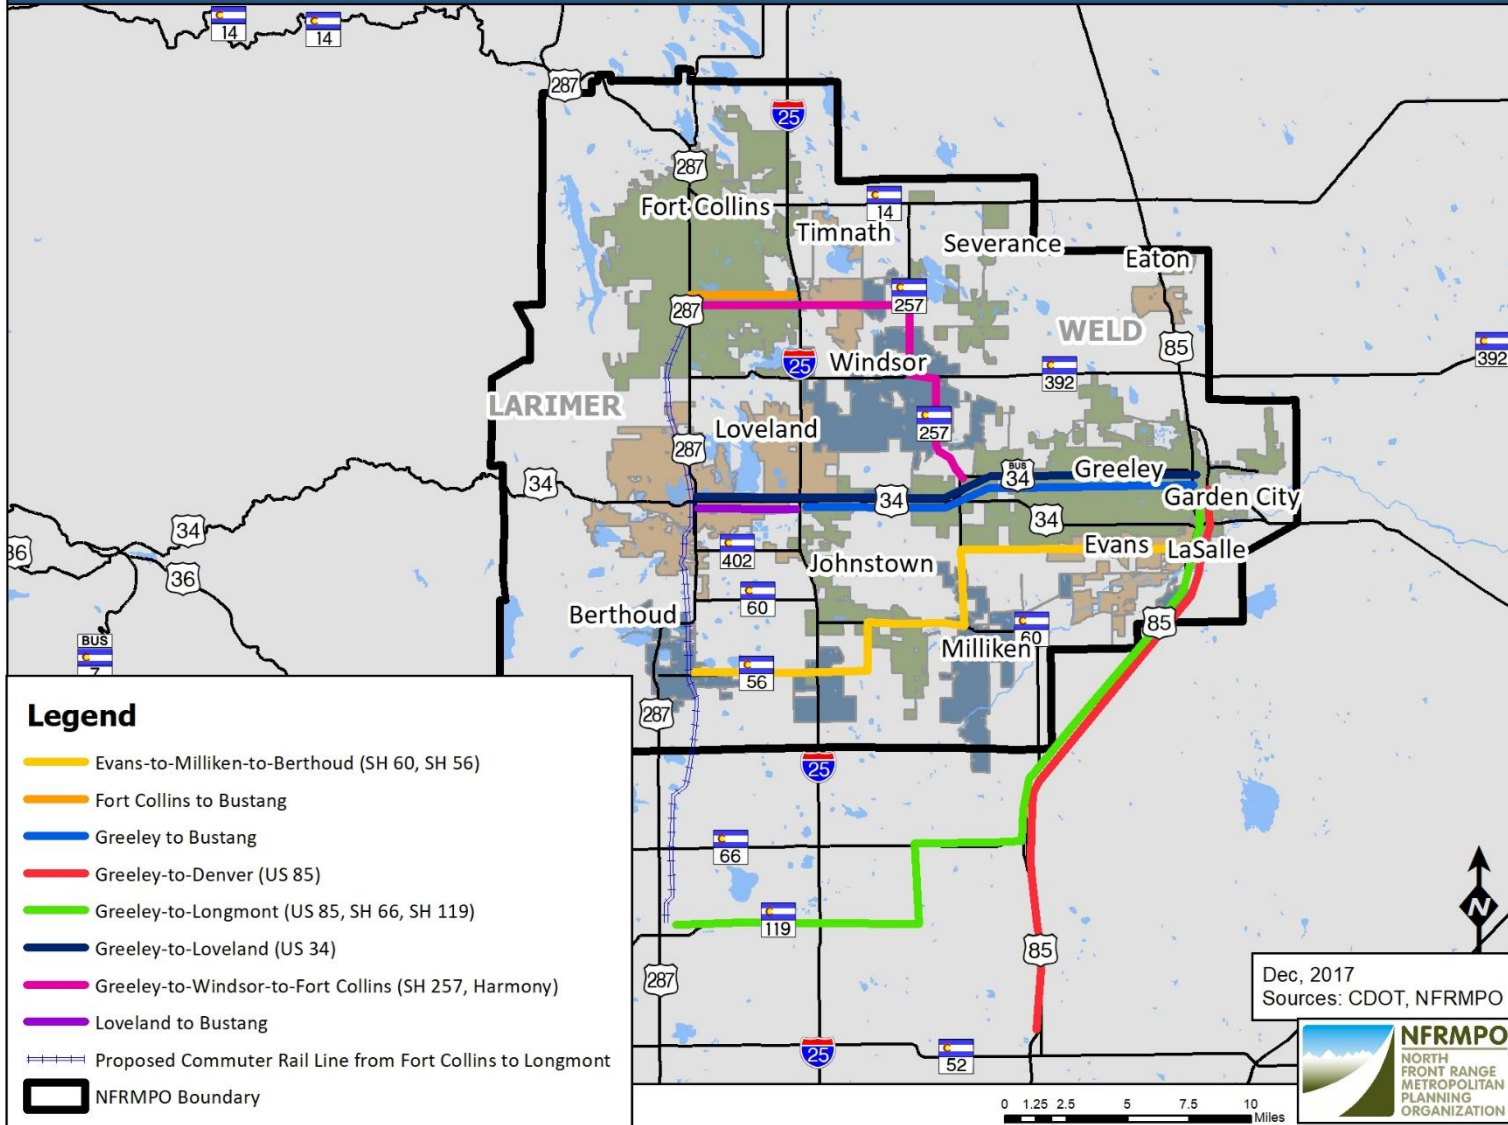 14
14
287
25
287
Fort Collins
14
Timnath
Severance
Eaton
287
257
WELD
85
392
25
Windsor
392
LARIMER
257
Loveland
287
BUS
34
Greeley
34
34
Garden City
34
34
36
36
402
Johnstown
Evans
LaSalle
60
Berthoud
85
60
Milliken
BUS
7
56
287
25
66
119
85
287
25
52
Legend
Evans-to-Milliken-to-Berthoud (SH 60, SH 56)
Fort Collins to Bustang
Greeley to Bustang
Greeley-to-Denver (US 85)
Greeley-to-Longmont (US 85, SH 66, SH 119)
Greeley-to-Loveland (US 34)
Greeley-to-Windsor-to-Fort Collins (SH 257, Harmony)
Loveland to Bustang
Proposed Commuter Rail Line from Fort Collins to Longmont
NFRMPO Boundary
N
Dec, 2017
Sources: CDOT, NFRMPO
NFRMPO
NORTH
FRONT RANGE
METROPOLITAN
PLANNING
ORGANIZATION
0 1.25 2.5 5 7.5 10
Miles